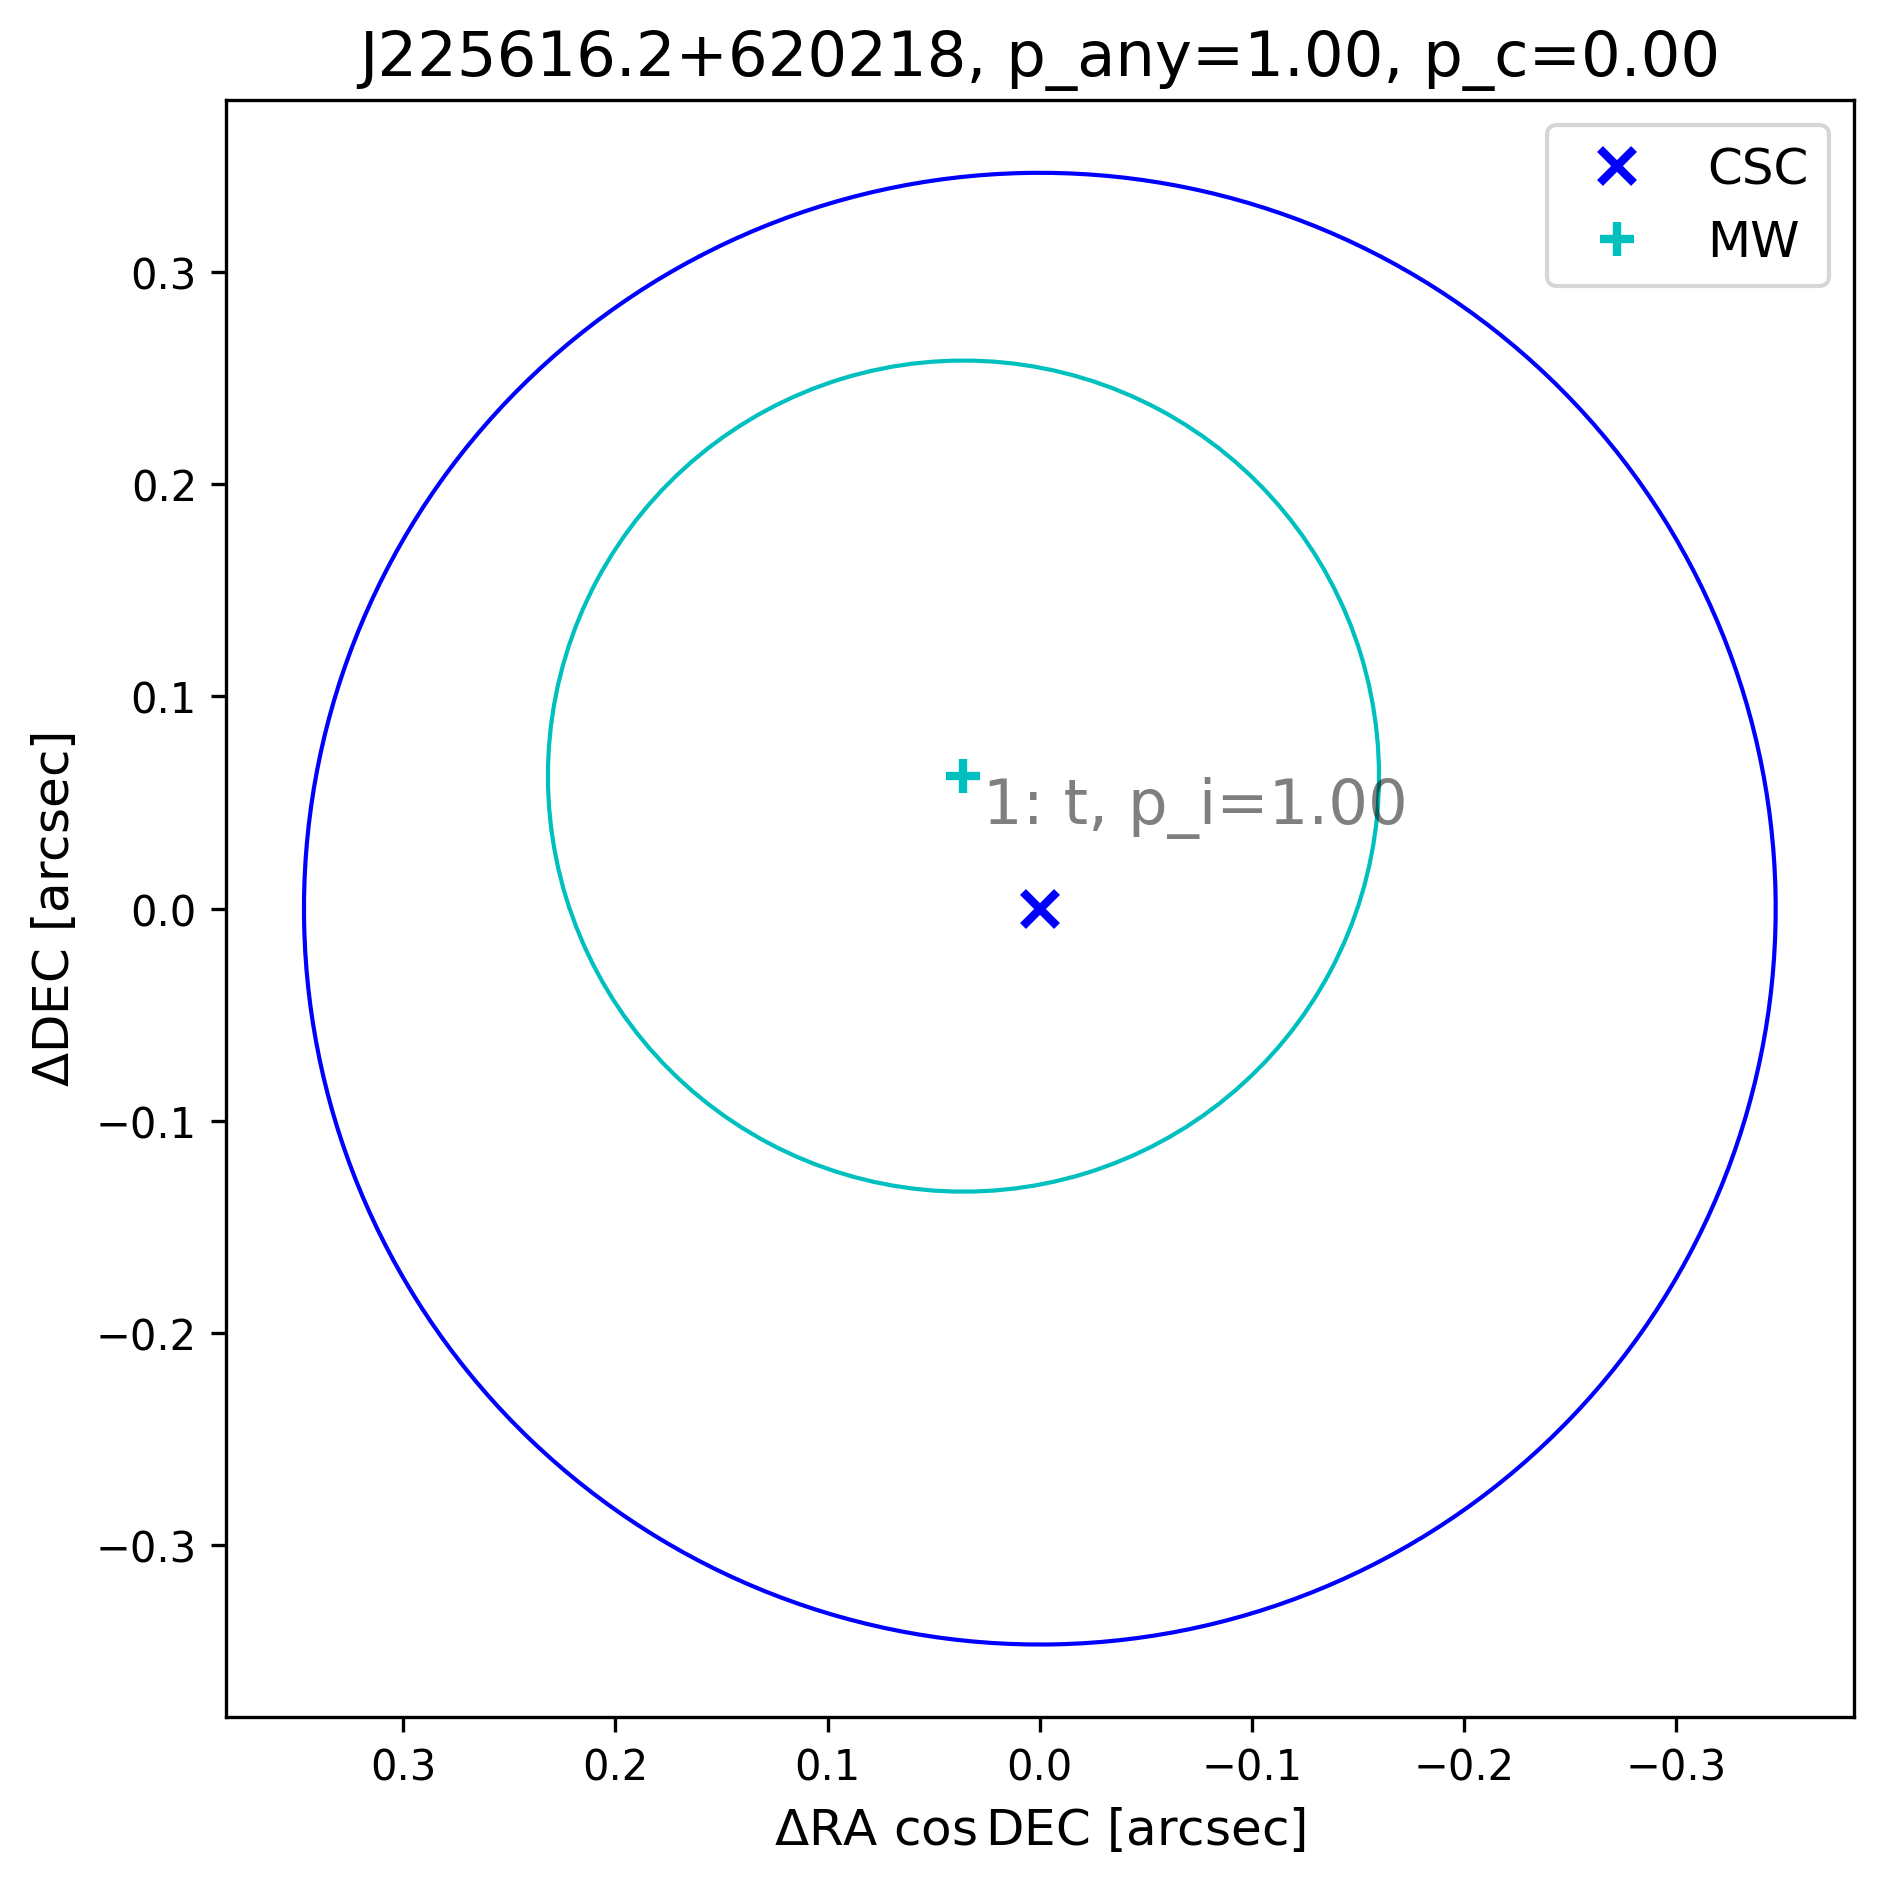 J225616.2+620218, p_any=1.00, p_c=0.00
CSC
MW
0.3
0.2
0.1
0.0
−0.1
−0.2
−0.3
ΔDEC [arcsec]
1: t, p_i=1.00
0.3
0.2
0.1
0.0
−0.1
−0.2
−0.3
ΔRA cos DEC [arcsec]